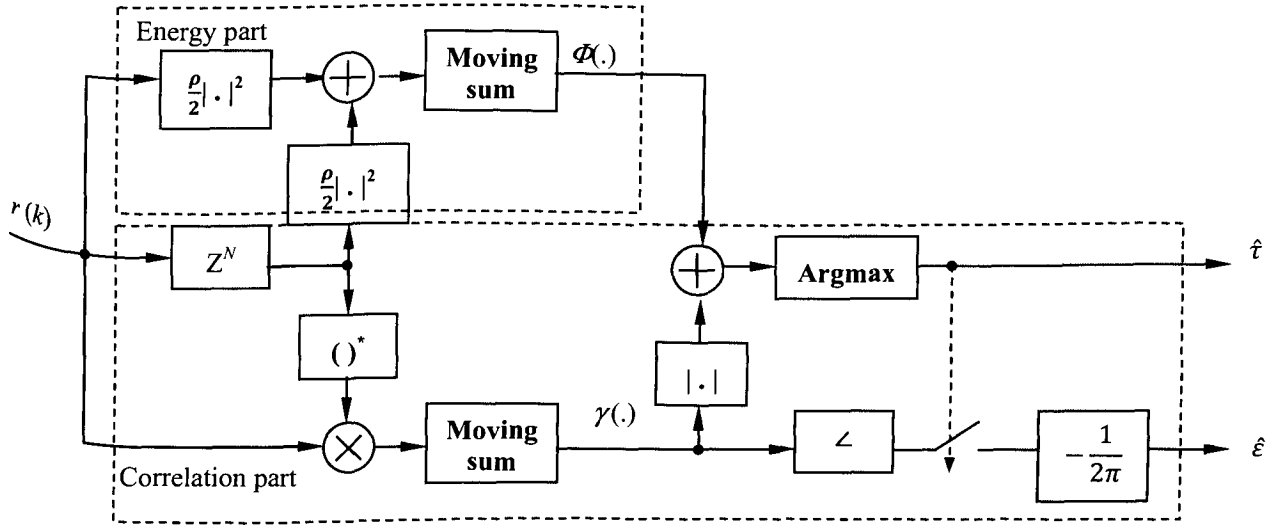 Energy part
ρ/2|·|²
+
Moving sum
Φ(.)
ρ/2|·|²
r(k)
Z^N
+
Argmax
τ̂
( )*
|·|
×
Moving sum
γ(.)
∠
-1/2π
ε̂
Correlation part